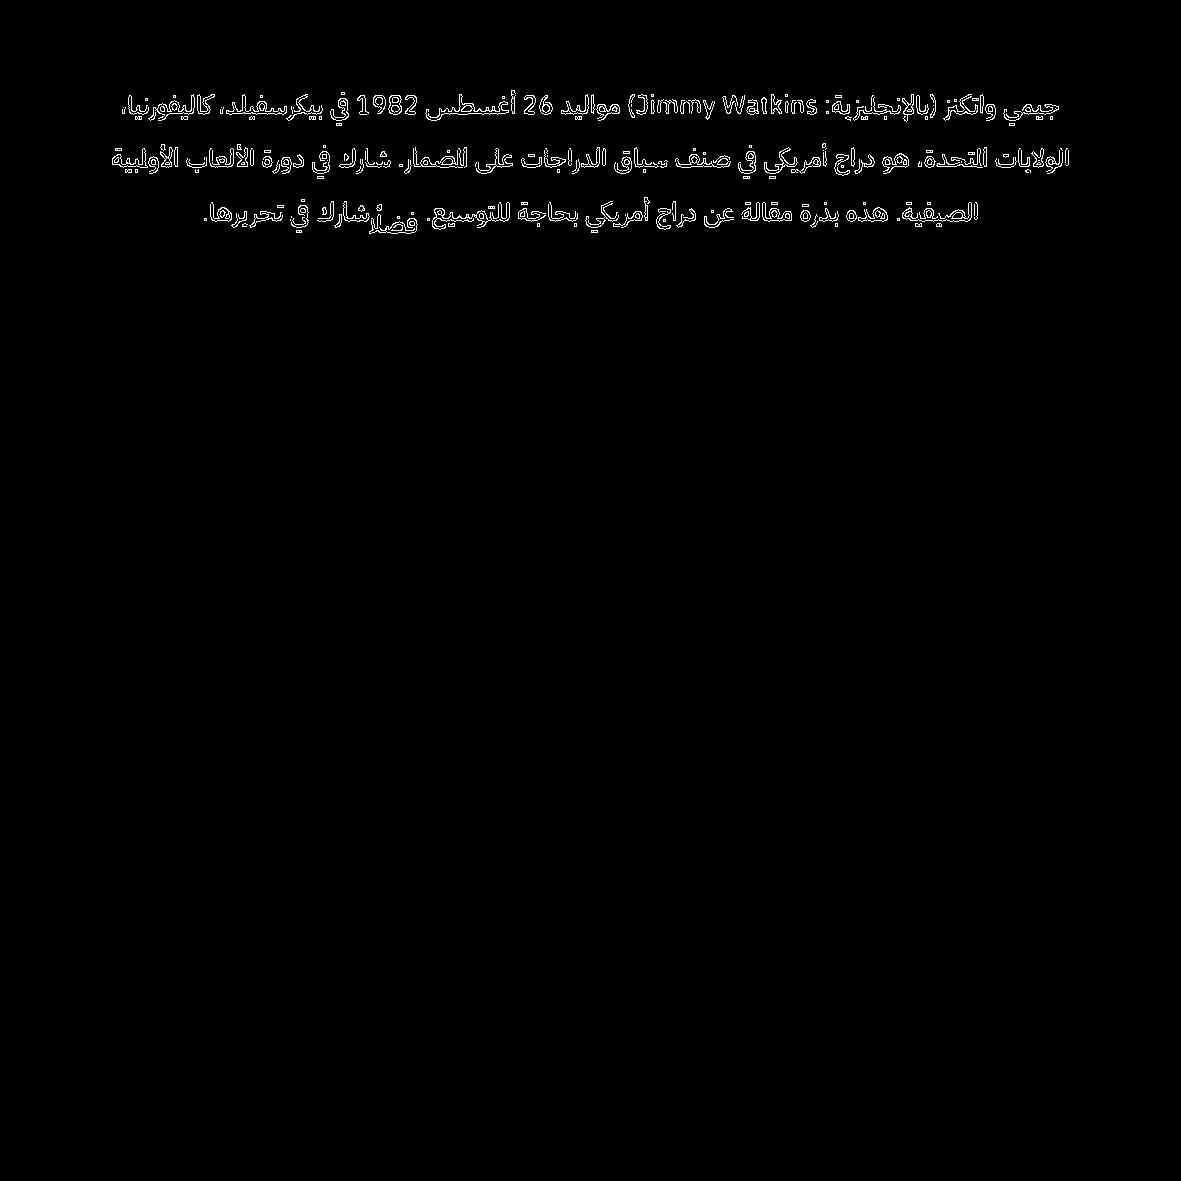 جيمي واتكنز (بالإنجليزية: Jimmy Watkins) مواليد 26 أغسطس 1982 في بيكرسفيلد، كاليفورنيا،
الولايات المتحدة، هو دراج أمريكي في صنف سباق الدراجات على المضمار. شارك في دورة الألعاب الأولمبية
الصيفية. هذه بذرة مقالة عن دراج أمريكي بحاجة للتوسيع. فضلًا شارك في تحريرها.